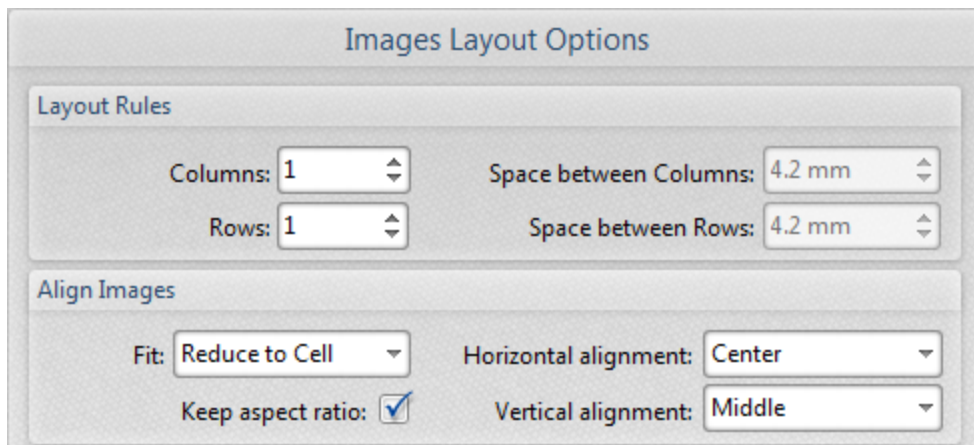 Images Layout Options
Layout Rules
Columns: 1 Space between Columns: 4.2 mm
Rows: 1 Space between Rows: 4.2 mm
Align Images
Fit: Reduce to Cell Horizontal alignment: Center
Keep aspect ratio: Vertical alignment: Middle